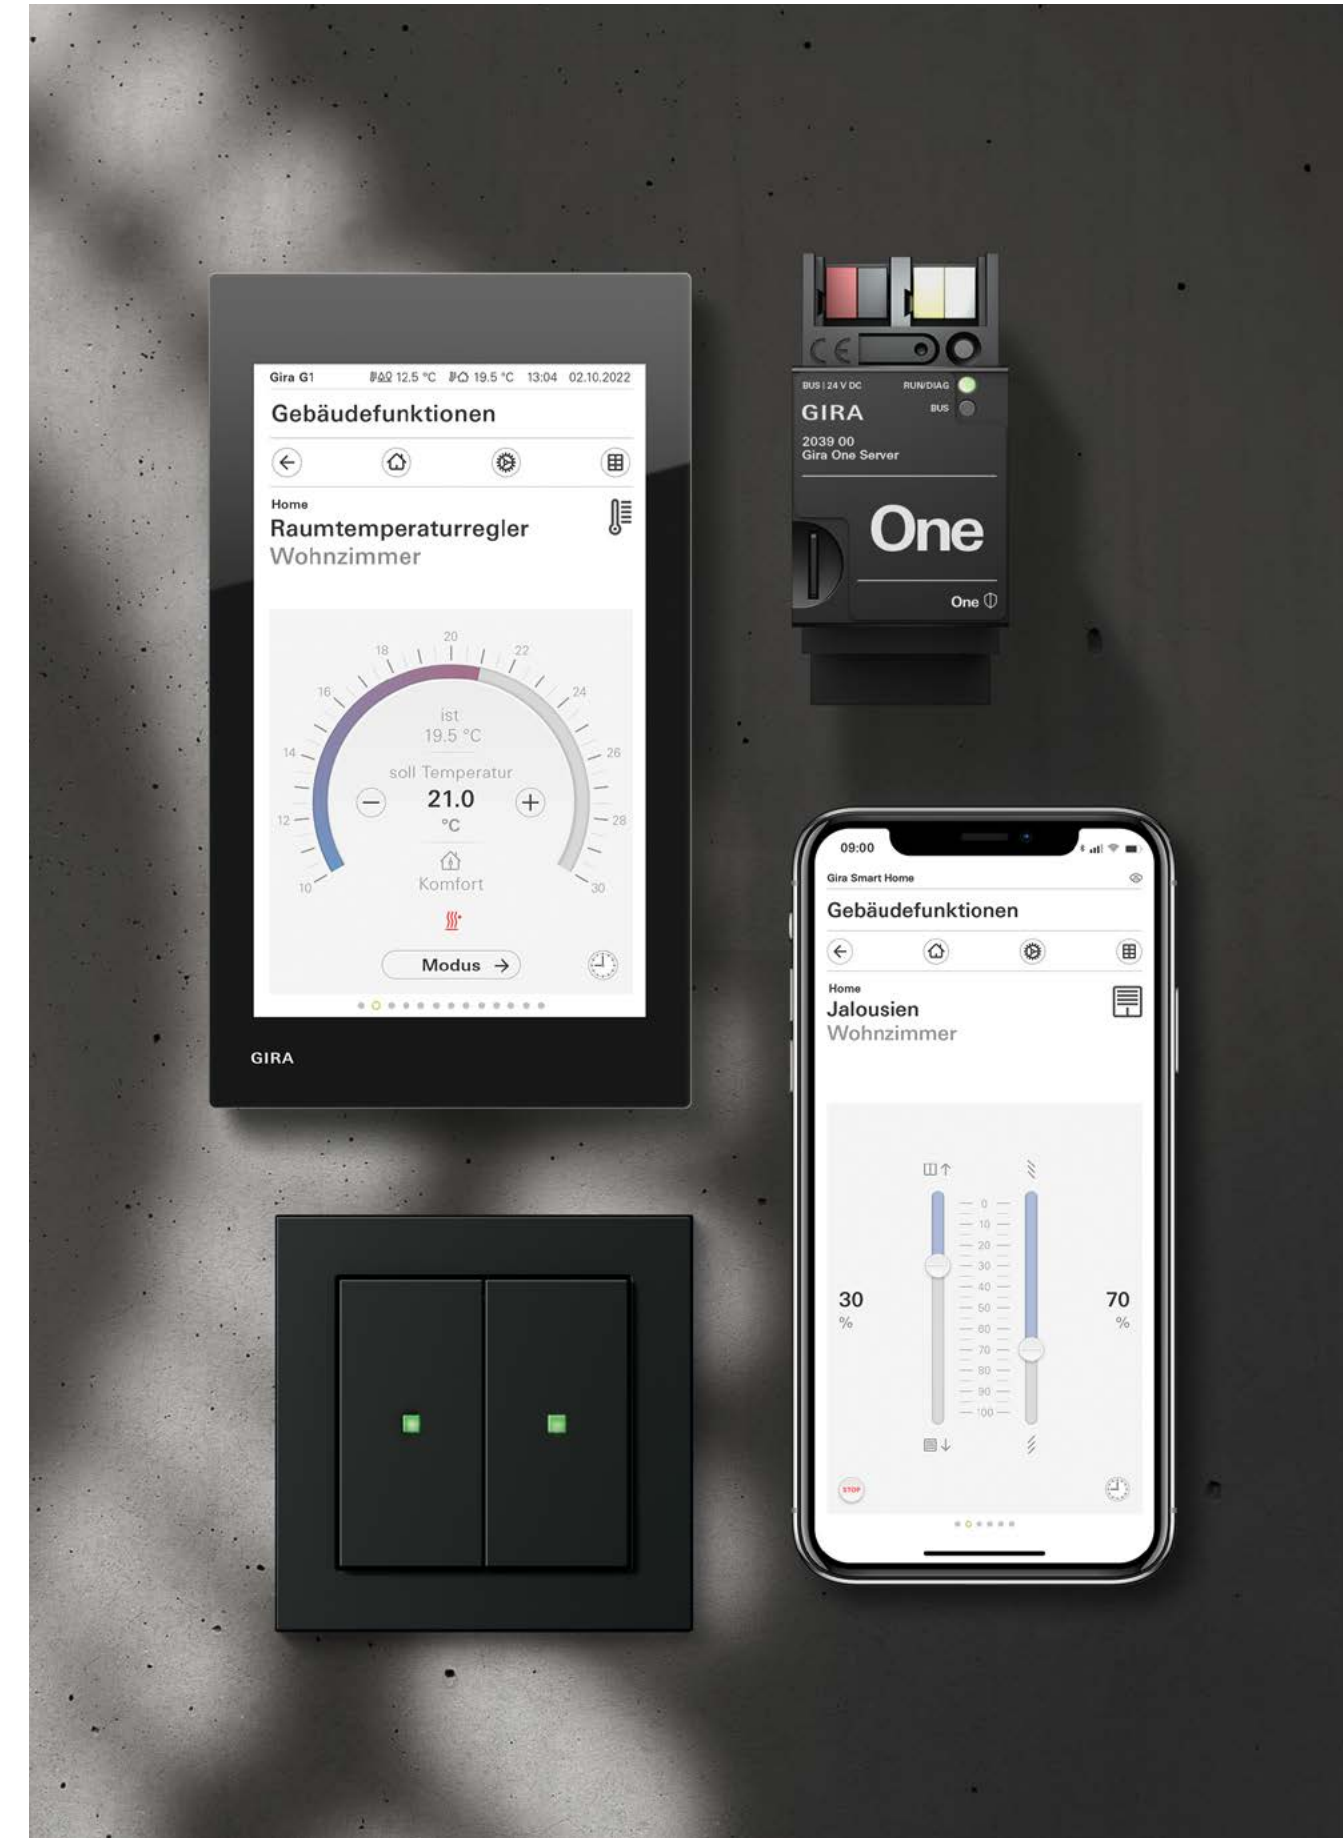 Gira G1 12.5 °C 19.5 °C 13:04 02.10.2022
Gebäudefunktionen
Home
Raumtemperaturregler
Wohnzimmer
10
12
14
16
18
20
22
24
26
28
30
ist
19.5 °C
soll Temperatur
21.0
°C
Komfort
Modus
GIRA
CE
BUS | 24 V DC RUN/DIAG
GIRA BUS
2039 00
Gira One Server
One
One
09:00
Gira Smart Home
Gebäudefunktionen
Home
Jalousien
Wohnzimmer
0
10
20
30
40
50
60
70
80
90
100
30
%
70
%
STOP